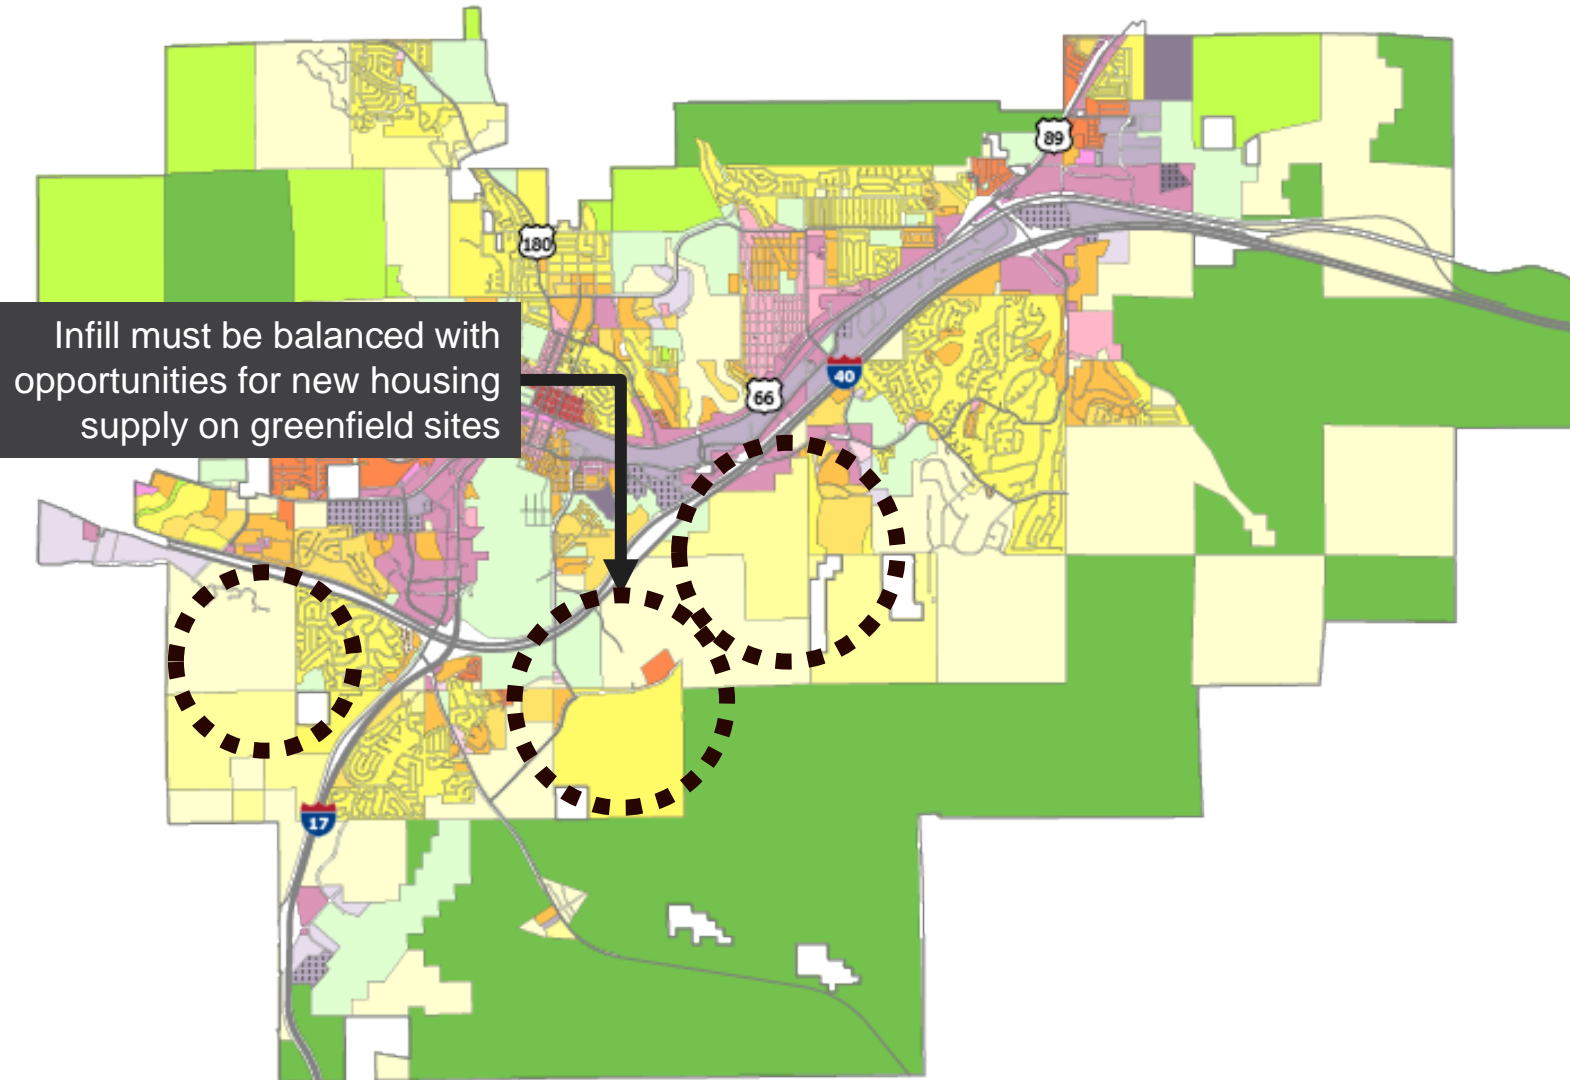 89
180
Infill must be balanced with
opportunities for new housing
supply on greenfield sites
40
66
17